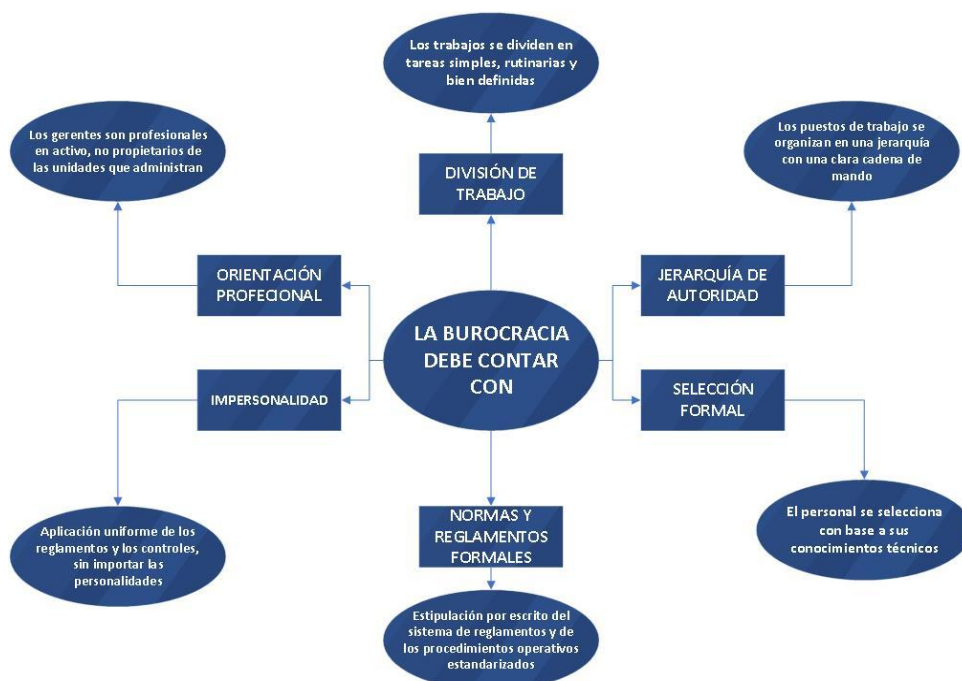 Los trabajos se dividen en
tareas simples, rutinarias y
bien definidas
DIVISIÓN DE
TRABAJO
Los gerentes son profesionales
en activo, no propietarios de
las unidades que administran
ORIENTACIÓN
PROFECIONAL
Los puestos de trabajo se
organizan en una jerarquía
con una clara cadena de
mando
JERARQUÍA DE
AUTORIDAD
LA BUROCRACIA
DEBE CONTAR
CON
IMPERSONALIDAD
Aplicación uniforme de los
reglamentos y los controles,
sin importar las
personalidades
SELECCIÓN
FORMAL
El personal se selecciona
con base a sus
conocimientos técnicos
NORMAS Y
REGLAMENTOS
FORMALES
Estipulación por escrito del
sistema de reglamentos y de
los procedimientos operativos
estandarizados